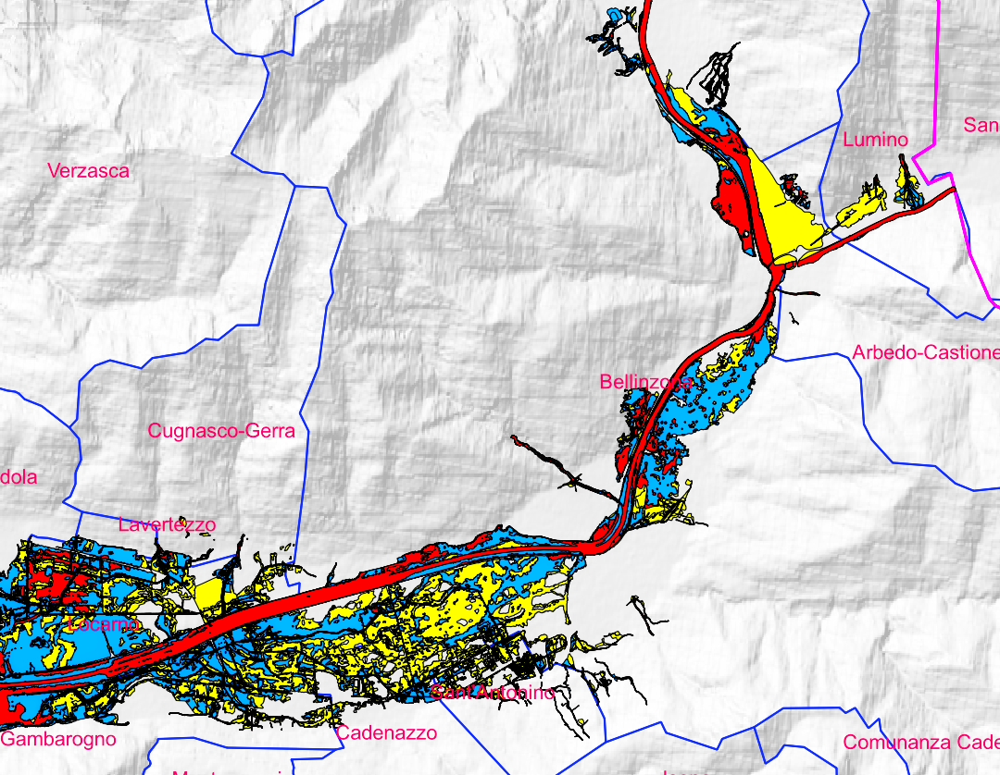 San
Lumino
Verzasca
Arbedo-Castione
Bellinzona
Cugnasco-Gerra
dola
Lavertezzo
Locarno
Sant'Antonino
Cadenazzo
Gambarogno
Comunanza Cade